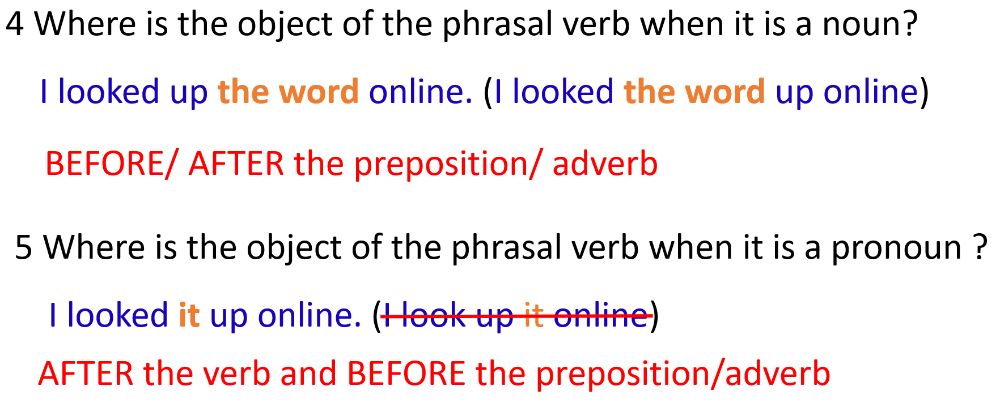 4 Where is the object of the phrasal verb when it is a noun?
I looked up the word online. (I looked the word up online)
BEFORE/ AFTER the preposition/ adverb
5 Where is the object of the phrasal verb when it is a pronoun ?
I looked it up online. (I look up it online)
AFTER the verb and BEFORE the preposition/adverb